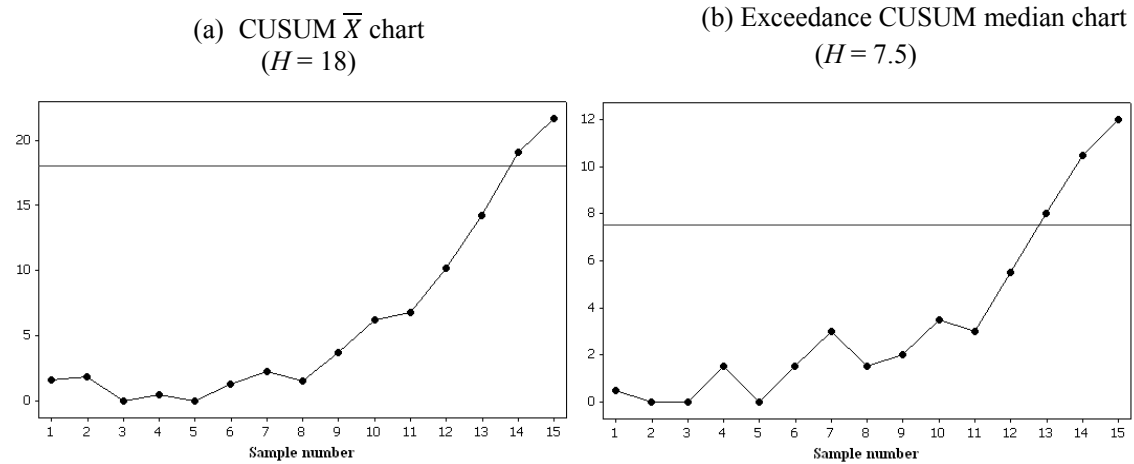 (a) CUSUM X̅ chart
(H = 18)
20
15
10
5
0
1 2 3 4 5 6 7 8 9 10 11 12 13 14 15
Sample number
(b) Exceedance CUSUM median chart
(H = 7.5)
12
10
8
6
4
2
0
1 2 3 4 5 6 7 8 9 10 11 12 13 14 15
Sample number